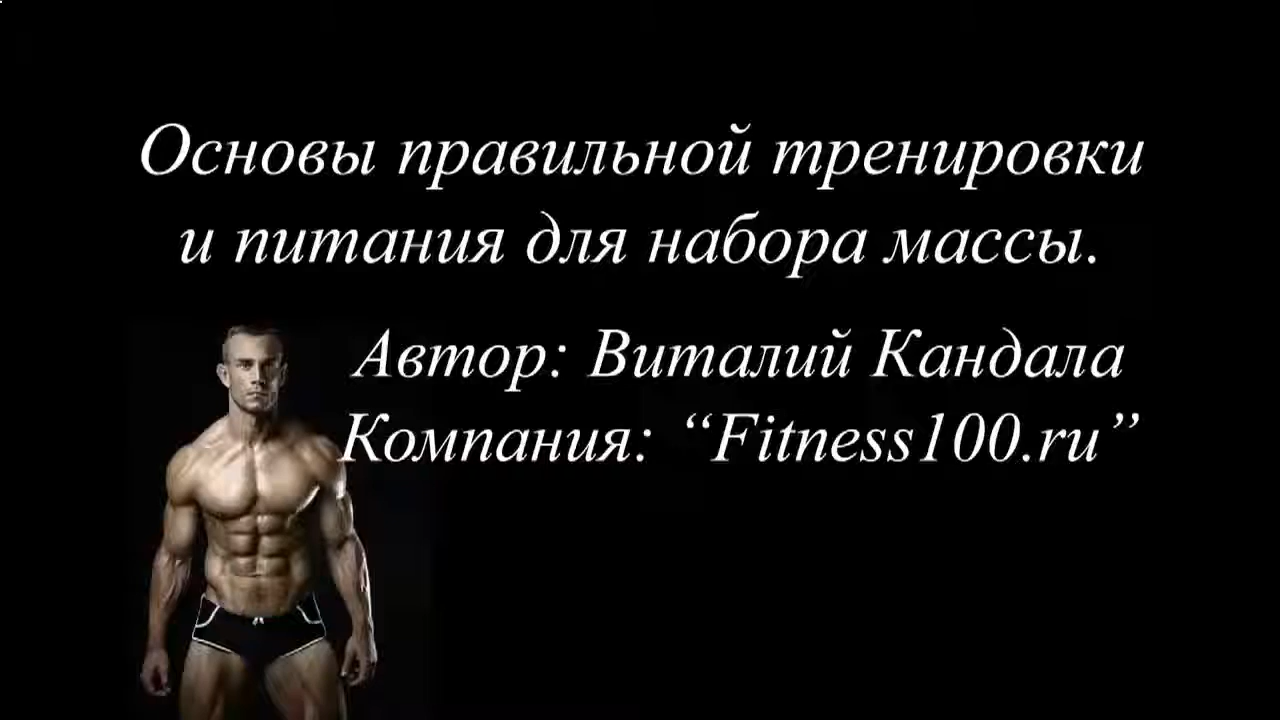 Основы правильной тренировки
и питания для набора массы.
Автор: Виталий Кандала
Компания: “Fitness100.ru”